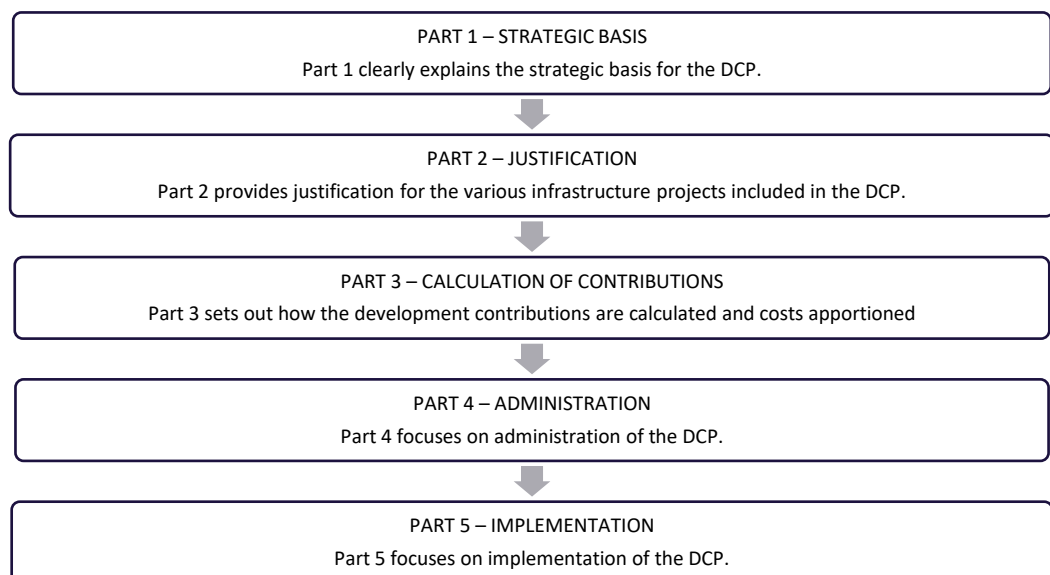 PART 1 – STRATEGIC BASIS
Part 1 clearly explains the strategic basis for the DCP.
PART 2 – JUSTIFICATION
Part 2 provides justification for the various infrastructure projects included in the DCP.
PART 3 – CALCULATION OF CONTRIBUTIONS
Part 3 sets out how the development contributions are calculated and costs apportioned
PART 4 – ADMINISTRATION
Part 4 focuses on administration of the DCP.
PART 5 – IMPLEMENTATION
Part 5 focuses on implementation of the DCP.